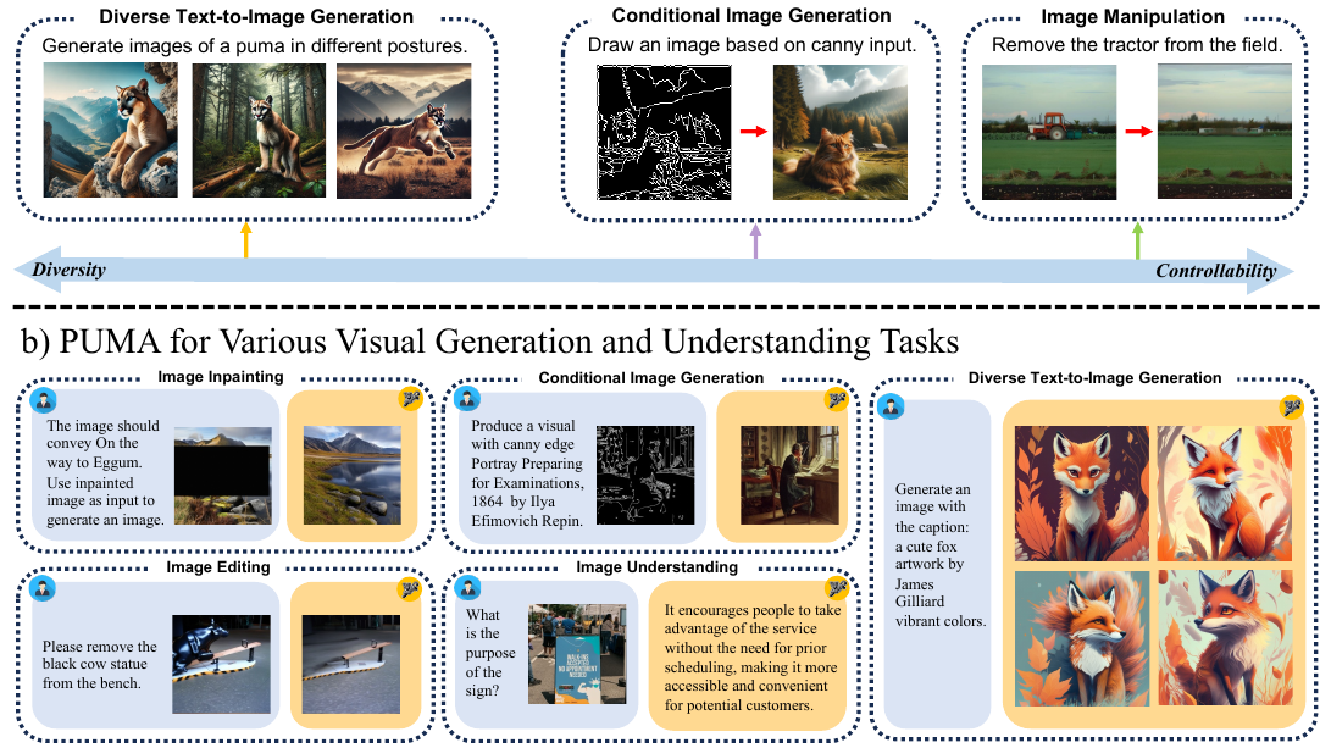 Diverse Text-to-Image Generation
Generate images of a puma in different postures.
Conditional Image Generation
Draw an image based on canny input.
Image Manipulation
Remove the tractor from the field.
Diversity
Controllability
b) PUMA for Various Visual Generation and Understanding Tasks
Image Inpainting
The image should
convey On the
way to Eggum.
Use inpainted
image as input to
generate an image.
Conditional Image Generation
Produce a visual
with canny edge
Portray Preparing
for Examinations,
1864 by Ilya
Efimovich Repin.
Diverse Text-to-Image Generation
Generate an
image with
the caption:
a cute fox
artwork by
James
Gilliard
vibrant colors.
Image Editing
Please remove the
black cow statue
from the bench.
Image Understanding
What
is the
purpose
of the
sign?
WALK-INS
ACCEPTED
NO APPOINTMENT
NEEDED
It encourages people to take
advantage of the service
without the need for prior
scheduling, making it more
accessible and convenient
for potential customers.